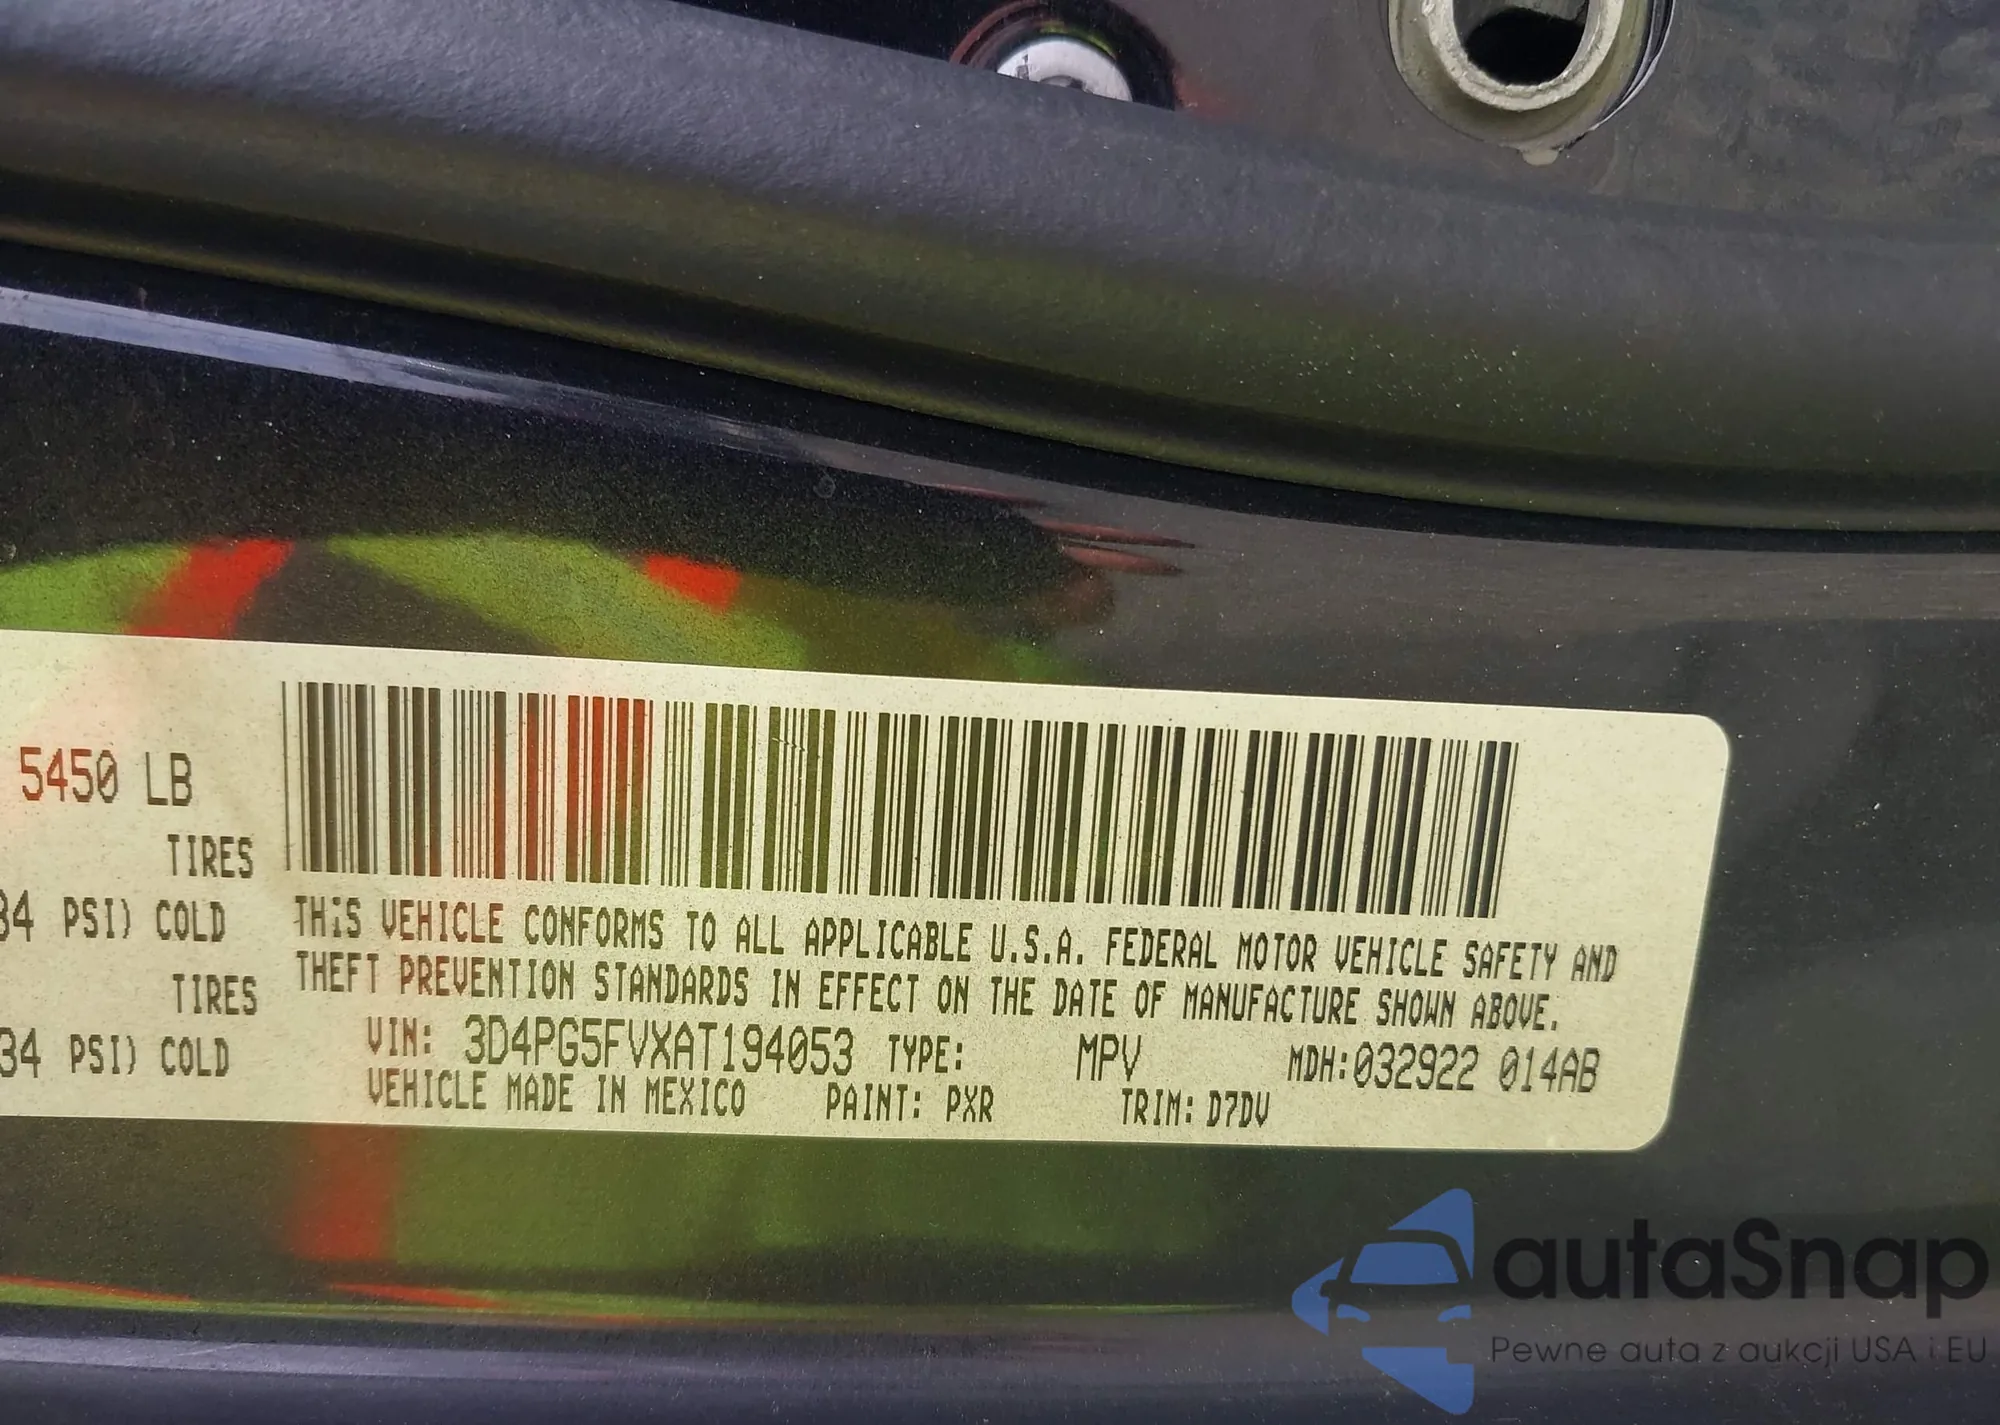 5450 LB
TIRES
34 PSI) COLD
TIRES
34 PSI) COLD
THIS VEHICLE CONFORMS TO ALL APPLICABLE U.S.A. FEDERAL MOTOR VEHICLE SAFETY AND
THEFT PREVENTION STANDARDS IN EFFECT ON THE DATE OF MANUFACTURE SHOWN ABOVE.
VIN: 3D4PG5FVXAT194053 TYPE: MPV MDH:032922 014AB
VEHICLE MADE IN MEXICO PAINT: PXR TRIM: D7DV
autaSnap
Pewne auta z aukcji USA i EU